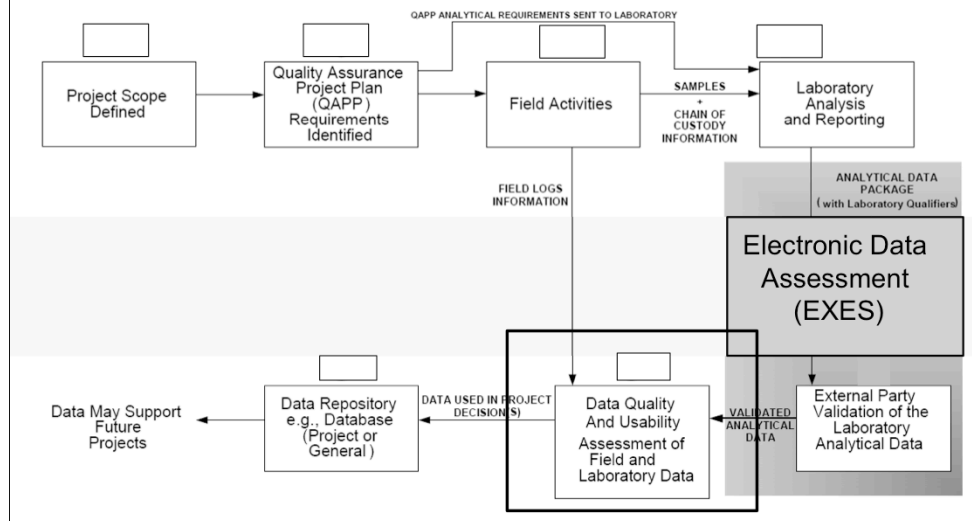 QAPP ANALYTICAL REQUIREMENTS SENT TO LABORATORY
Project Scope
Defined
Quality Assurance
Project Plan
(QAPP)
Requirements
Identified
Field Activities
SAMPLES
+
CHAIN OF
CUSTODY
INFORMATION
Laboratory
Analysis
and Reporting
FIELD LOGS
INFORMATION
ANALYTICAL DATA
PACKAGE
(with Laboratory Qualifiers)
Electronic Data
Assessment
(EXES)
Data May Support
Future
Projects
Data Repository
e.g., Database
(Project or
General)
DATA USED IN PROJECT
DECISION(S)
Data Quality
And Usability
Assessment of
Field and
Laboratory Data
VALIDATED
ANALYTICAL
DATA
External Party
Validation of the
Laboratory
Analytical Data